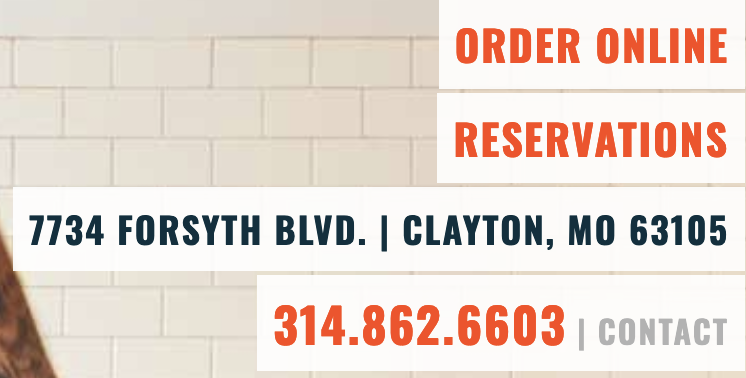 ORDER ONLINE
RESERVATIONS
7734 FORSYTH BLVD. | CLAYTON, MO 63105
314.862.6603 | CONTACT